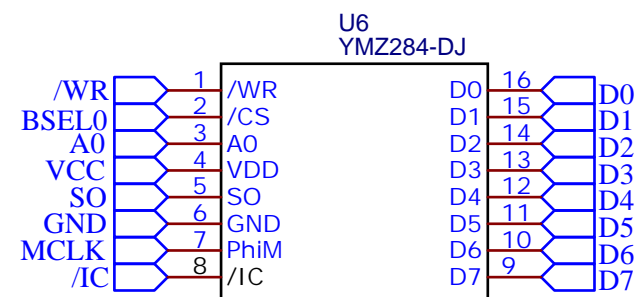 U6
YMZ284-DJ
/WR 1 /WR D0 16 D0
BSEL0 2 /CS D1 15 D1
A0 3 A0 D2 14 D2
VCC 4 VDD D3 13 D3
SO 5 SO D4 12 D4
GND 6 GND D5 11 D5
MCLK 7 PhiM D6 10 D6
/IC 8 /IC D7 9 D7